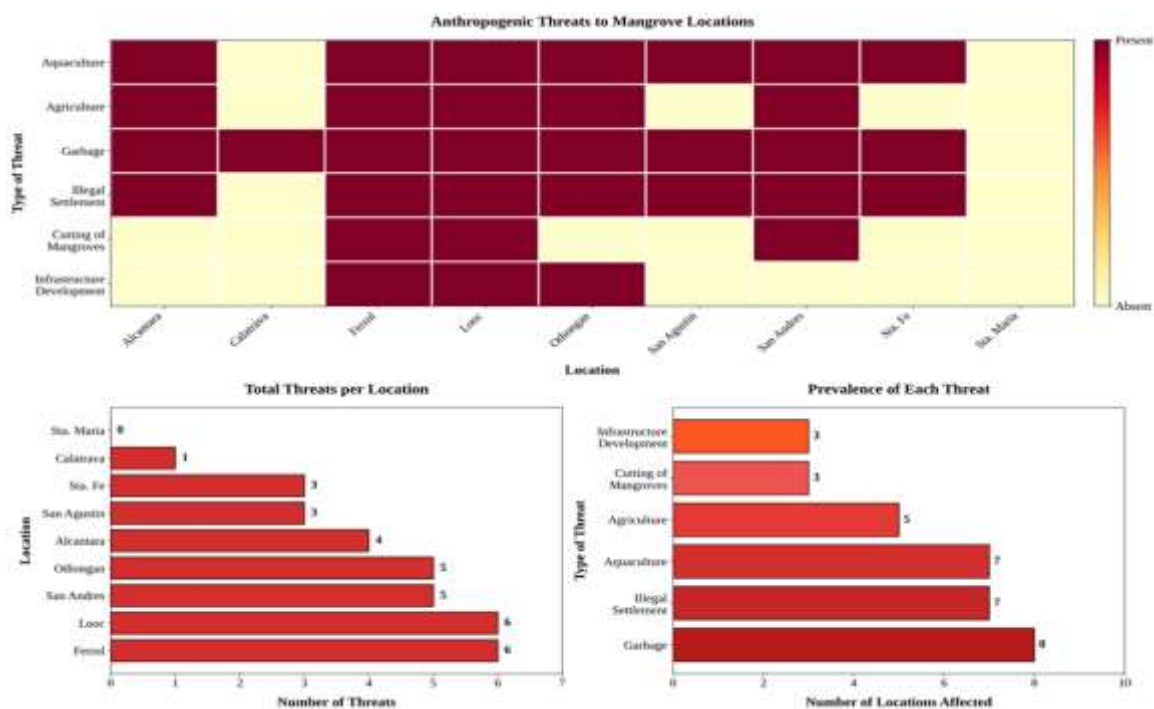 Anthropogenic Threats to Mangrove Locations
Type of Threat
Aquaculture
Agriculture
Garbage
Illegal
Settlement
Cutting of
Mangroves
Infrastructure
Development
Present
Absent
Alcantara
Calatrava
Ferrol
Looc
Odiongan
San Agustin
San Andres
Sta. Fe
Sta. Maria
Location
Total Threats per Location
Location
Sta. Maria 0
Calatrava 1
Sta. Fe 3
San Agustin 3
Alcantara 4
Odiongan 5
San Andres 5
Looc 6
Ferrol 6
0 1 2 3 4 5 6 7
Number of Threats
Prevalence of Each Threat
Type of Threat
Infrastructure
Development 3
Cutting of
Mangroves 3
Agriculture 5
Aquaculture 7
Illegal
Settlement 7
Garbage 8
0 2 4 6 8 10
Number of Locations Affected